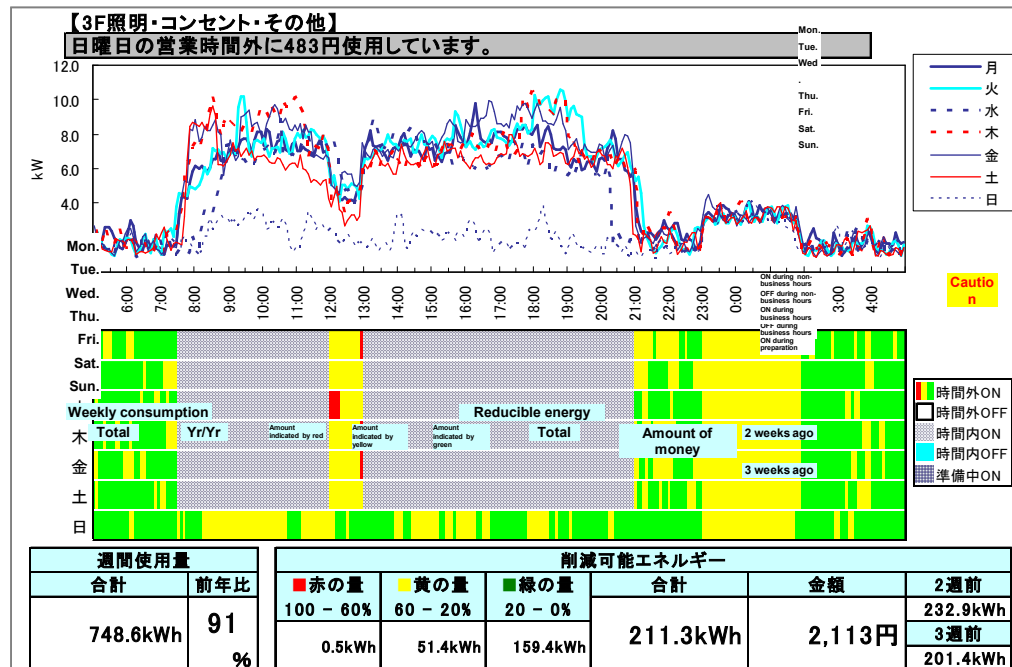 【3F照明・コンセント・その他】
日曜日の営業時間外に483円使用しています。
Mon.
Tue.
Wed
.
Thu.
Fri.
Sat.
Sun.
月
火
水
木
金
土
日
kW
12.0
10.0
8.0
6.0
4.0
Mon.
Tue.
Wed.
Thu.
Fri.
Sat.
Sun.
6:00
7:00
8:00
9:00
10:00
11:00
12:00
13:00
14:00
15:00
16:00
17:00
18:00
19:00
20:00
21:00
22:00
23:00
0:00
3:00
4:00
ON during non-business hours
OFF during non-business hours
ON during business hours
OFF during business hours
ON during preparation
Cautio
n
時間外ON
時間外OFF
時間内ON
時間内OFF
準備中ON
Weekly consumption
Reducible energy
木
Total
Yr/Yr
Amount indicated by red
Amount indicated by yellow
Amount indicated by green
Total
Amount of money
2 weeks ago
金
3 weeks ago
土
日
週間使用量
削減可能エネルギー
合計
前年比
赤の量
黄の量
緑の量
合計
金額
2週前
100 - 60%
60 - 20%
20 - 0%
232.9kWh
748.6kWh
91
%
0.5kWh
51.4kWh
159.4kWh
211.3kWh
2,113円
3週前
201.4kWh